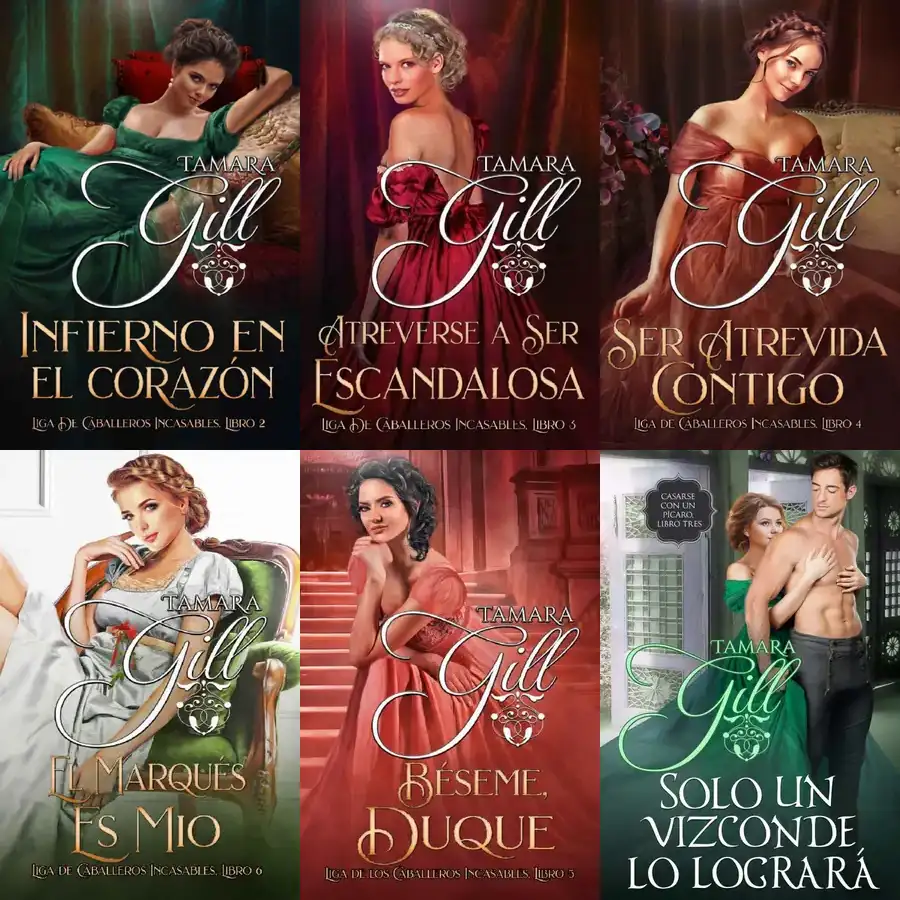 TAMARA
Gill
INFIERNO EN
EL CORAZÓN
LIGA DE CABALLEROS INCASABLES, LIBRO 2
TAMARA
Gill
ATREVERSE A SER
ESCANDALOSA
LIGA DE CABALLEROS INCASABLES, LIBRO 3
TAMARA
Gill
SER ATREVIDA
CONTIGO
LIGA DE CABALLEROS INCASABLES, LIBRO 4
TAMARA
Gill
EL MARQUÉS
ES MIO
LIGA DE CABALLEROS INCASABLES, LIBRO 6
TAMARA
Gill
BÉSEME,
DUQUE
LIGA DE LOS CABALLEROS INCASABLES, LIBRO 5
CASARSE
CON UN
PÍCARO,
LIBRO TRES
TAMARA
Gill
SOLO UN
VIZCONDE
LO LOGRARÁ